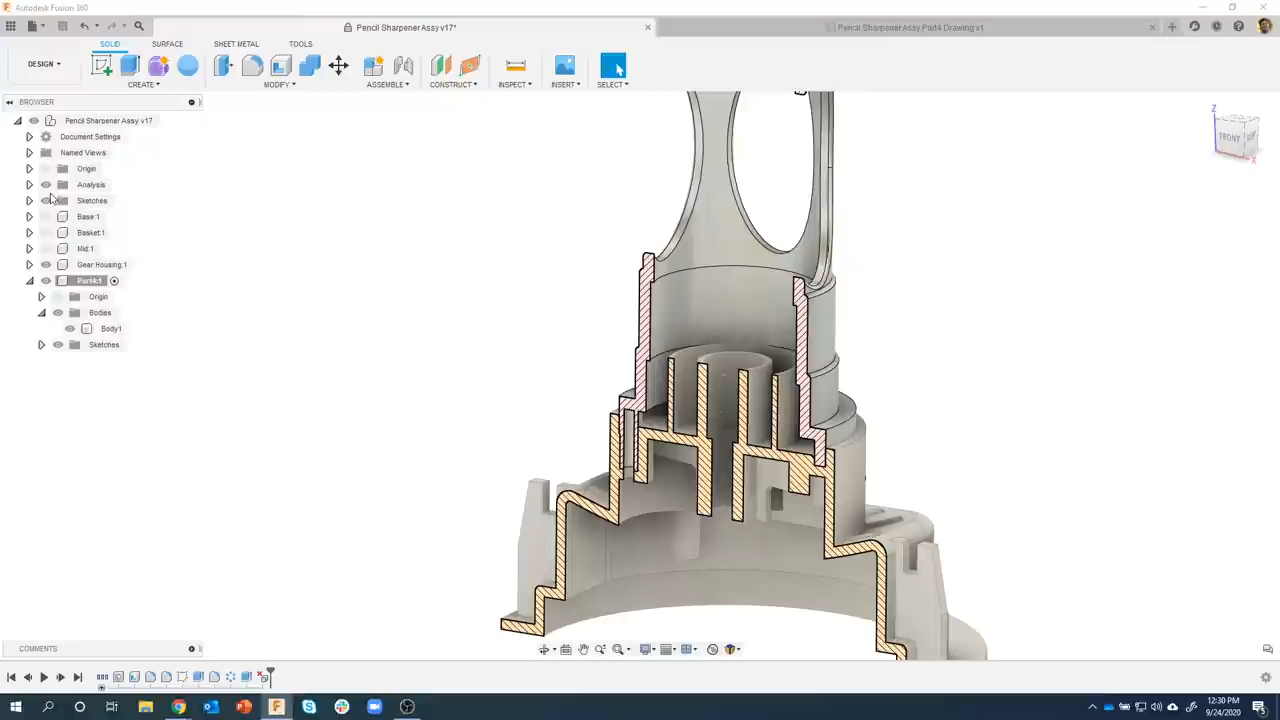 Autodesk Fusion 360
Pencil Sharpener Assy v17*
Pencil Sharpener Assy Part4 Drawing v1
SOLID
SURFACE
SHEET METAL
TOOLS
DESIGN
CREATE
MODIFY
ASSEMBLE
CONSTRUCT
INSPECT
INSERT
SELECT
BROWSER
Pencil Sharpener Assy v17
Document Settings
Named Views
Origin
Analysis
Sketches
Base:1
Basket:1
Mid:1
Gear Housing:1
Part4:1
Origin
Bodies
Body1
Sketches
Z
FRONT
X
COMMENTS
12:30 PM
9/24/2020